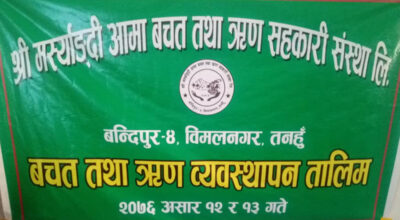 श्री मर्स्याङ्दी आमा बचत तथा ऋण सहकारी संस्था लि.
बन्दिपुर-४, विमलनगर, तनहुँ
बचत तथा ऋण व्यवस्थापन तालिम
२०७६ असार १२ र १३ गते